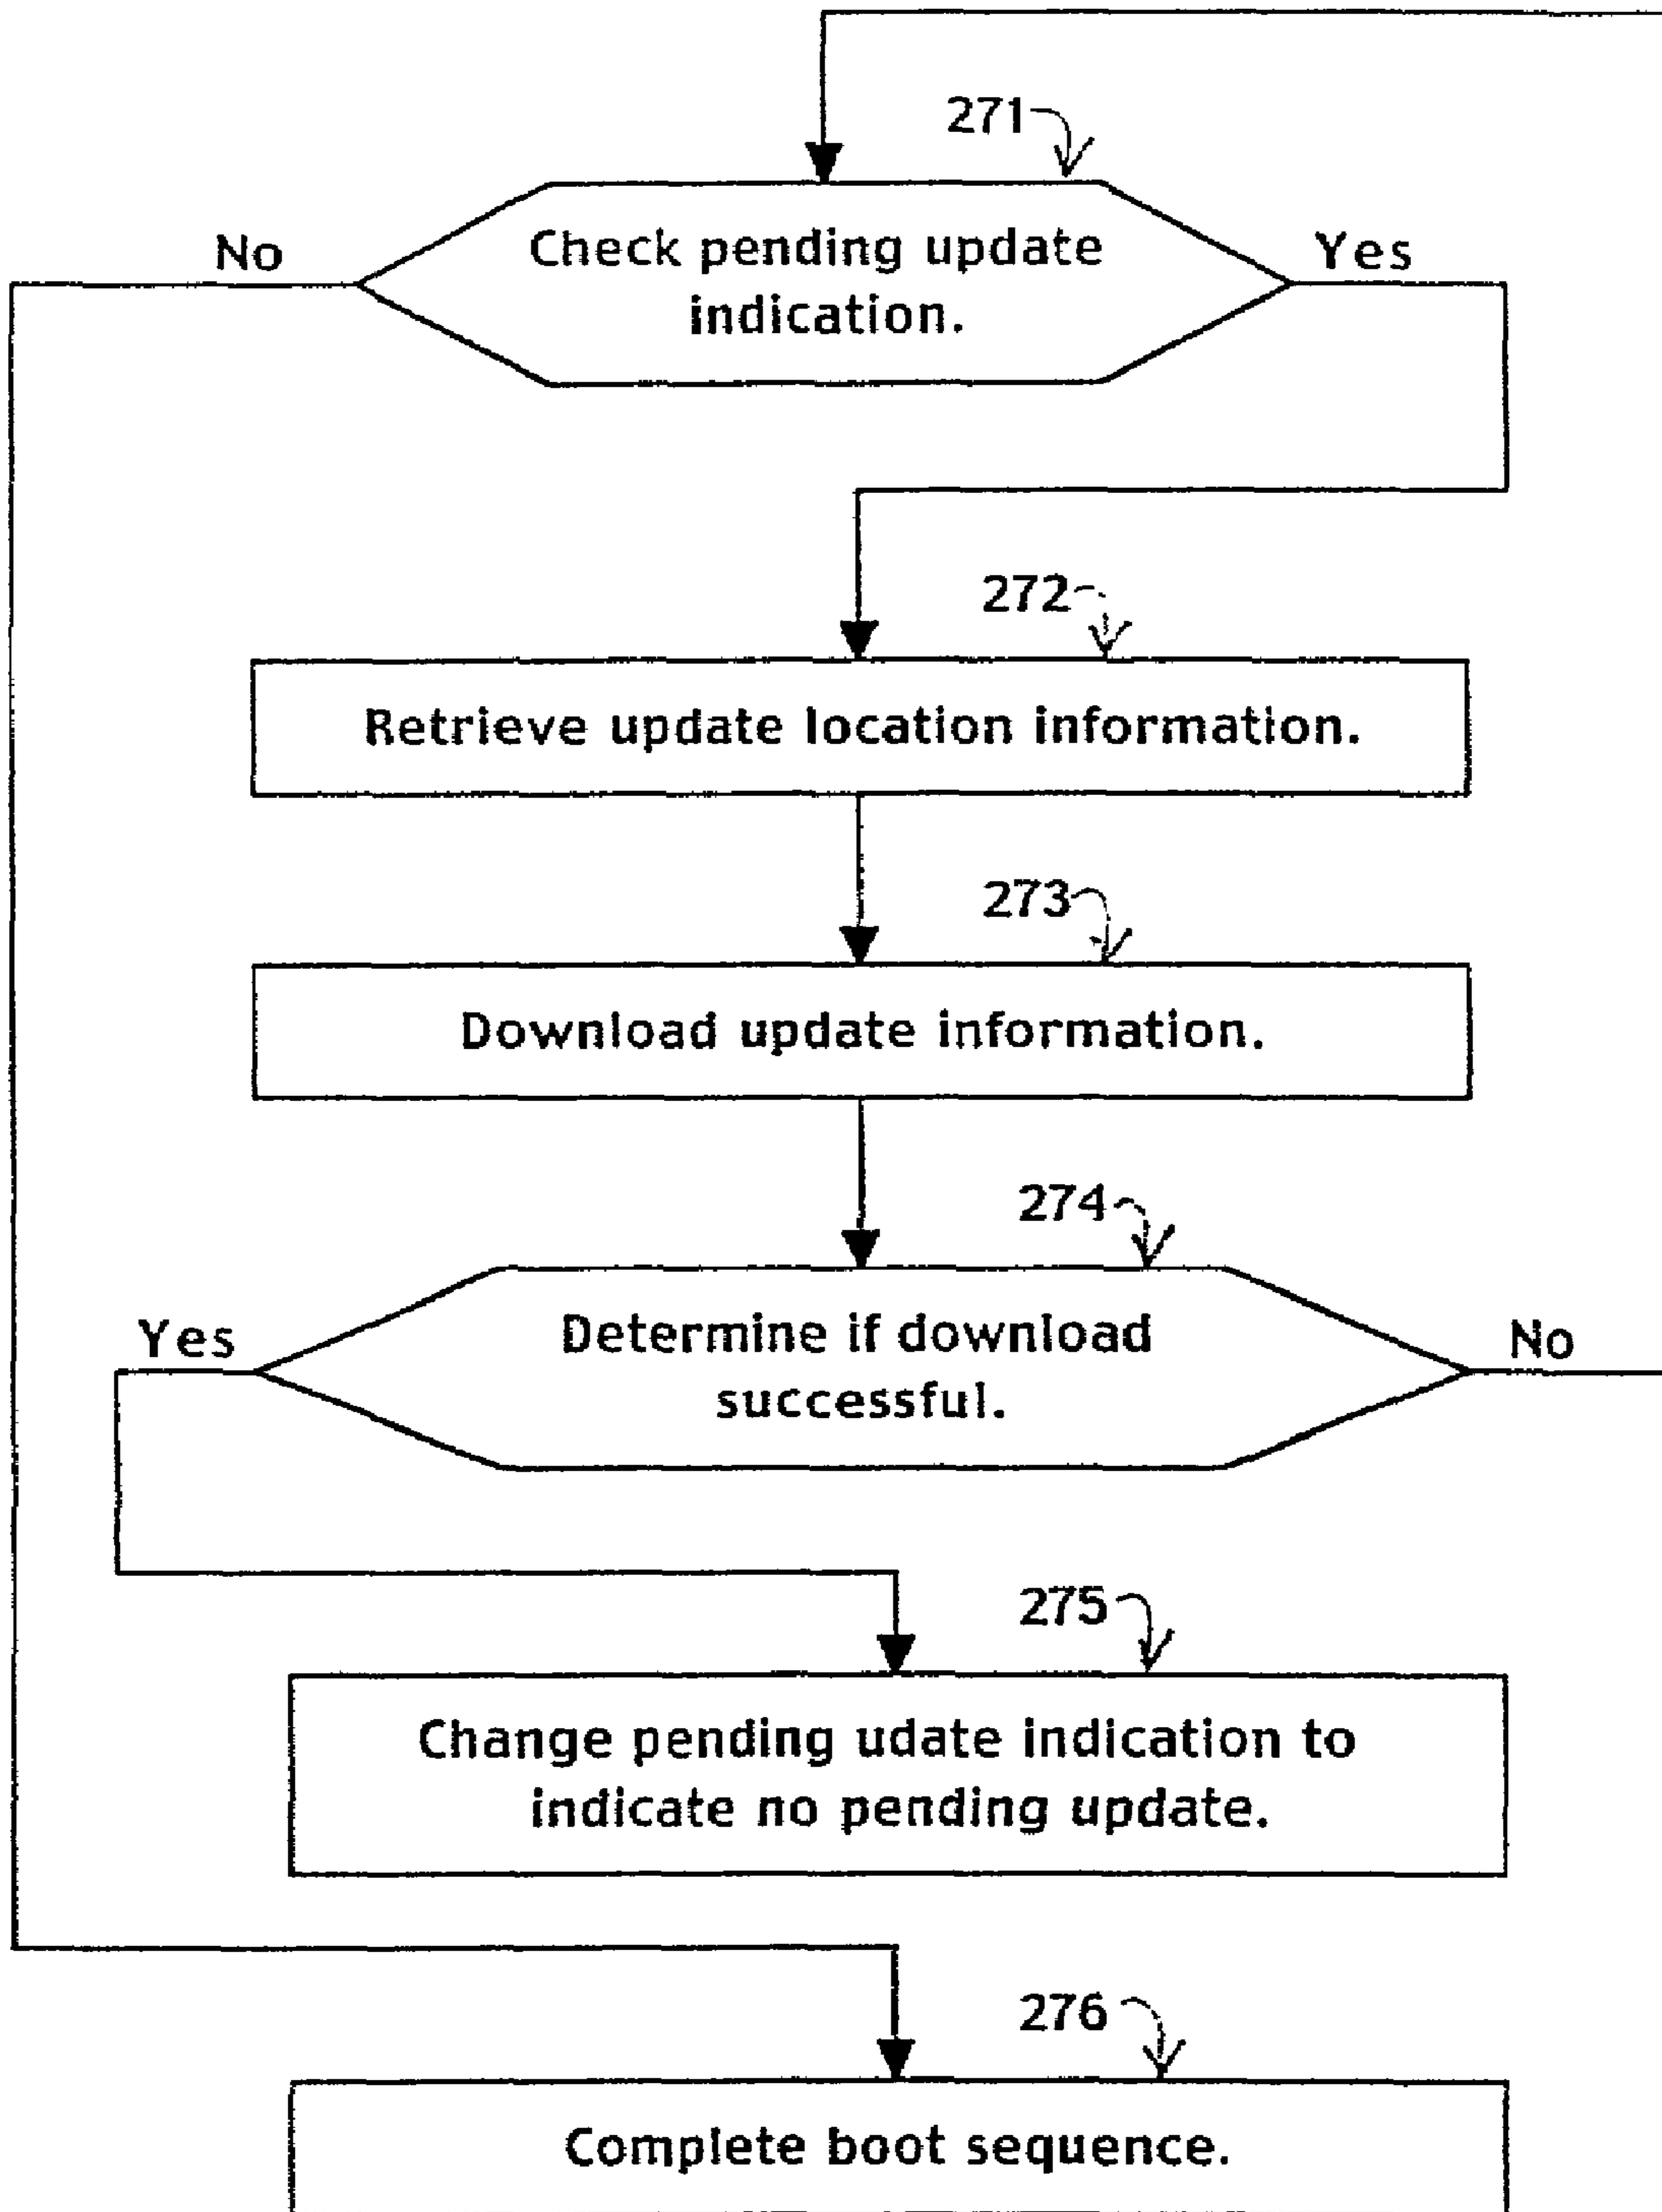 271
No
Check pending update
Yes
indication.
272
Retrieve update location information.
273
Download update information.
274
Yes
Determine if download
No
successful.
275
Change pending udate indication to
indicate no pending update.
276
Complete boot sequence.